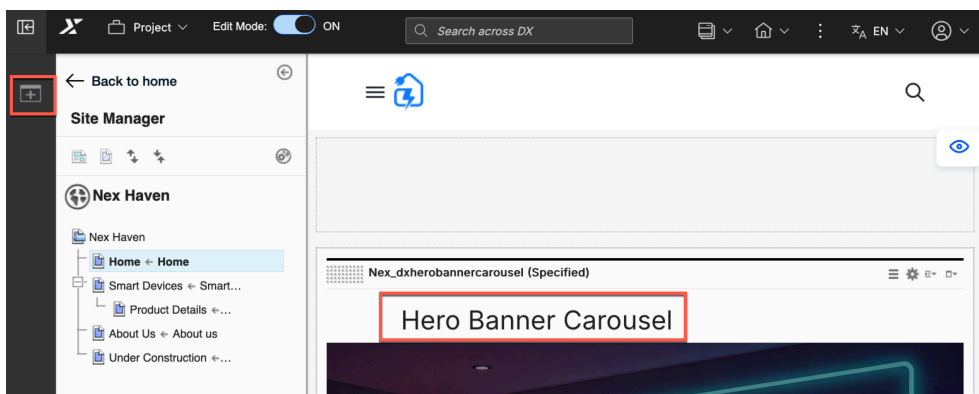 Project Edit Mode: ON Search across DX EN
Back to home
Site Manager
Nex Haven
Nex Haven
Home ← Home
Smart Devices ← Smart...
Product Details ←...
About Us ← About us
Under Construction ←...
Nex_dxherobannercarousel (Specified)
Hero Banner Carousel